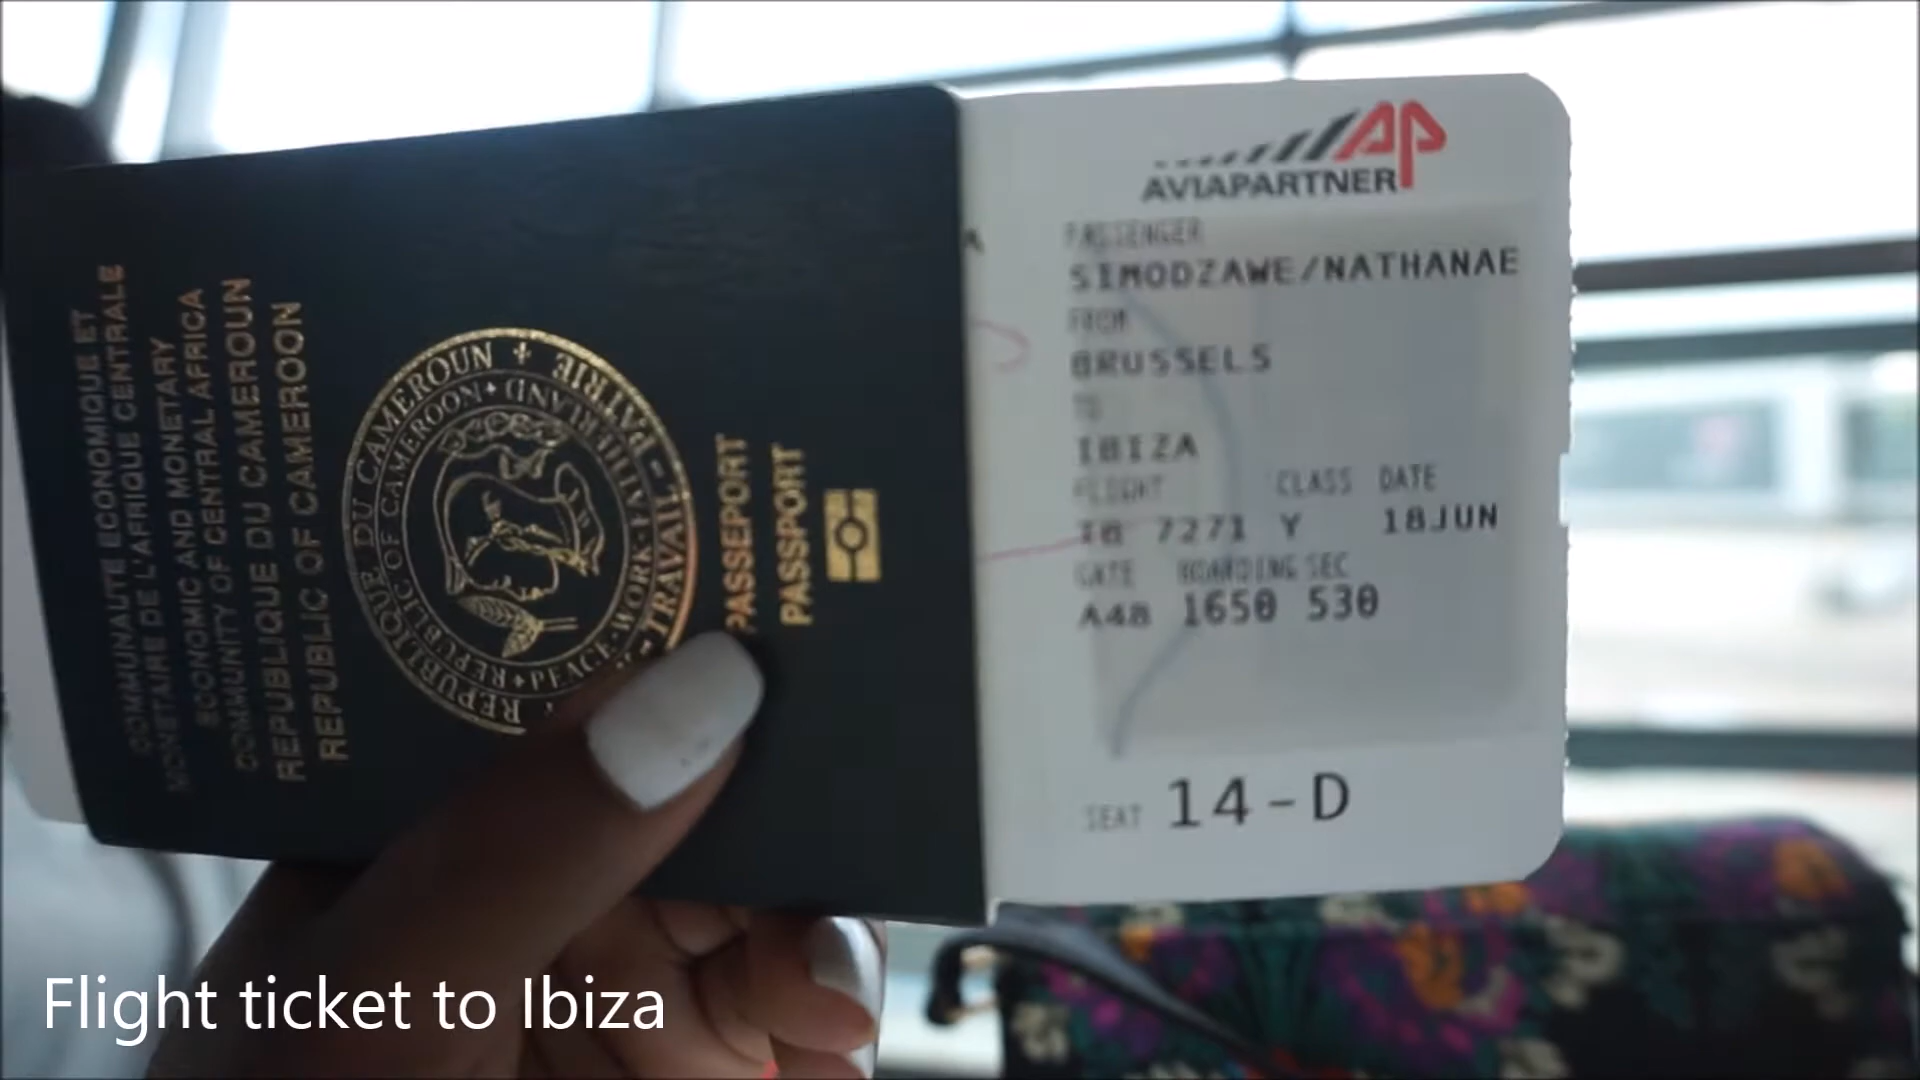 COMMUNAUTE ECONOMIQUE ET
MONETAIRE DE L'AFRIQUE CENTRALE
ECONOMIC AND MONETARY
COMMUNITY OF CENTRAL AFRICA
REPUBLIQUE DU CAMEROUN
REPUBLIC OF CAMEROON
REPUBLIQUE DU CAMEROUN + PATRIE - TRAVAIL
REPUBLIC OF CAMEROON + PEACE - WORK - FATHERLAND
PASSEPORT
PASSPORT
AP
AVIAPARTNER
PASSENGER
SIMODZAWE/NATHANAE
FROM
BRUSSELS
TO
IBIZA
FLIGHT CLASS DATE
IB 7271 Y 18JUN
GATE BOARDING SEC
A48 1650 530
SEAT 14-D
Flight ticket to Ibiza